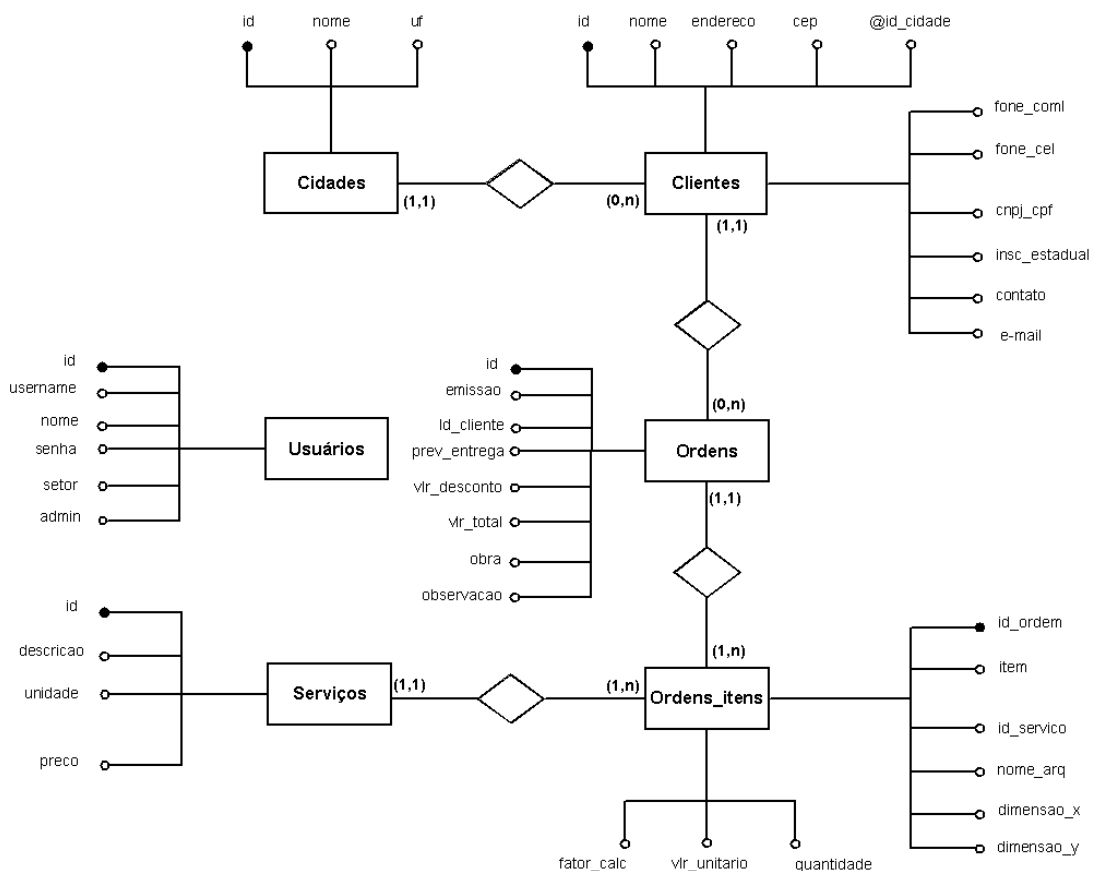 id nome uf
id nome endereco cep @id_cidade
Cidades
(1,1)
(0,n)
Clientes
(1,1)
fone_coml
fone_cel
cnpj_cpf
insc_estadual
contato
e-mail
id
username
nome
senha
setor
admin
Usuários
id
emissao
Id_cliente
prev_entrega
vlr_desconto
vlr_total
obra
observacao
(0,n)
Ordens
(1,1)
id
descricao
unidade
preco
Serviços
(1,1)
(1,n)
(1,n)
Ordens_itens
id_ordem
item
id_servico
nome_arq
dimensao_x
dimensao_y
fator_calc vlr_unitario quantidade